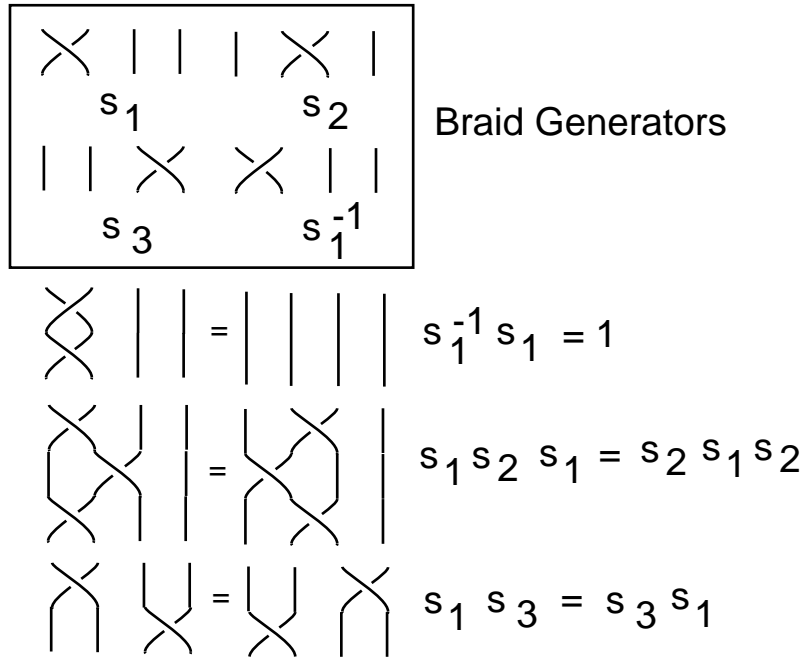 s₁ s₂
Braid Generators
s₃ s₁⁻¹
= s₁⁻¹ s₁ = 1
= s₁ s₂ s₁ = s₂ s₁ s₂
= s₁ s₃ = s₃ s₁